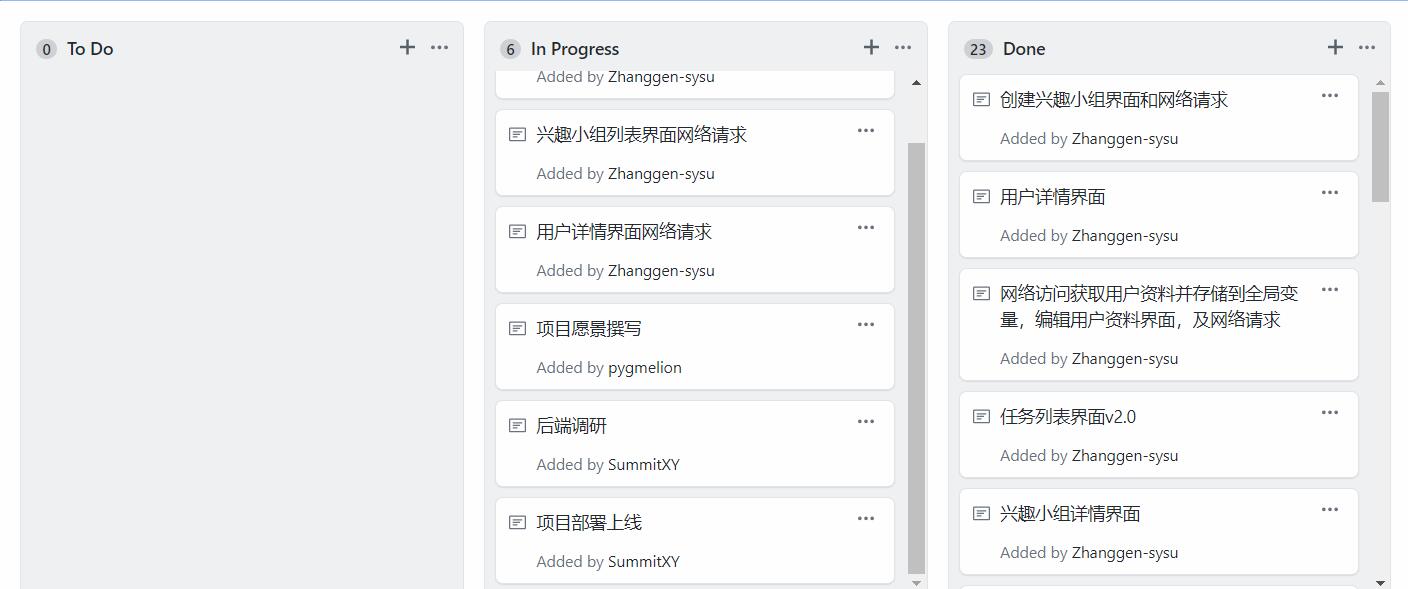 0 To Do
6 In Progress
Added by Zhanggen-sysu
兴趣小组列表界面网络请求
Added by Zhanggen-sysu
用户详情界面网络请求
Added by Zhanggen-sysu
项目愿景撰写
Added by pygmelion
后端调研
Added by SummitXY
项目部署上线
Added by SummitXY
23 Done
创建兴趣小组界面和网络请求
Added by Zhanggen-sysu
用户详情界面
Added by Zhanggen-sysu
网络访问获取用户资料并存储到全局变
量，编辑用户资料界面，及网络请求
Added by Zhanggen-sysu
任务列表界面v2.0
Added by Zhanggen-sysu
兴趣小组详情界面
Added by Zhanggen-sysu